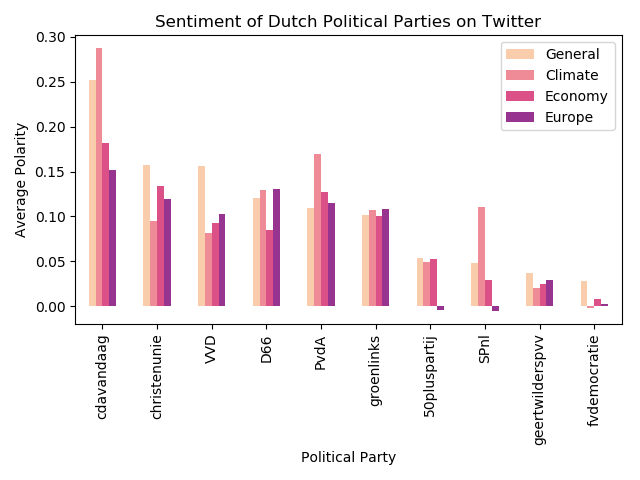 Sentiment of Dutch Political Parties on Twitter
General
Climate
Economy
Europe
Average Polarity
0.30
0.25
0.20
0.15
0.10
0.05
0.00
cdavandaag
christenunie
VVD
D66
PvdA
groenlinks
50pluspartij
SPnl
geertwilderspvv
fvdemocratie
Political Party